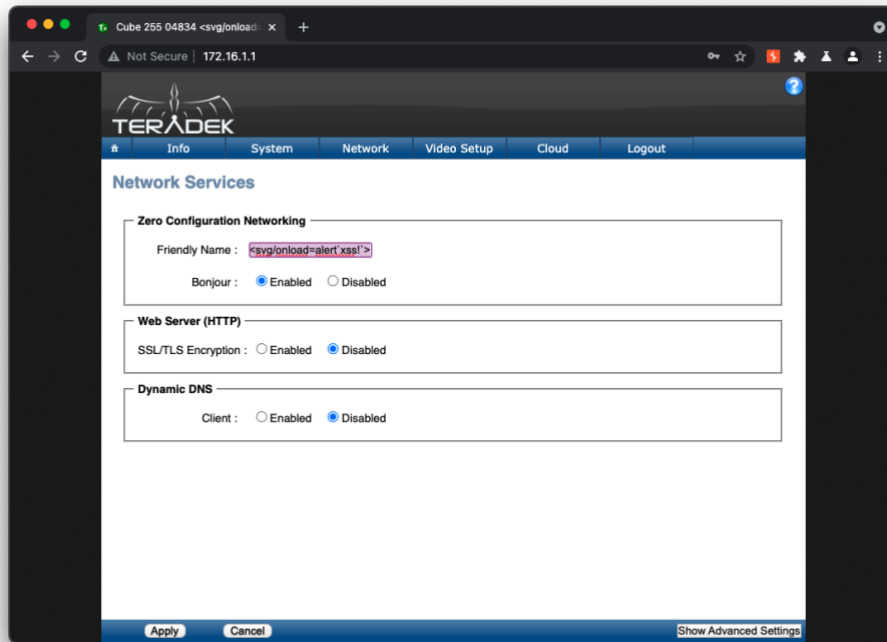 Cube 255 04834 <svg/onload=
Not Secure | 172.16.1.1
TERADEK
Info System Network Video Setup Cloud Logout
Network Services
Zero Configuration Networking
Friendly Name : <svg/onload=alert`xss!`>
Bonjour : Enabled Disabled
Web Server (HTTP)
SSL/TLS Encryption : Enabled Disabled
Dynamic DNS
Client : Enabled Disabled
Apply Cancel Show Advanced Settings